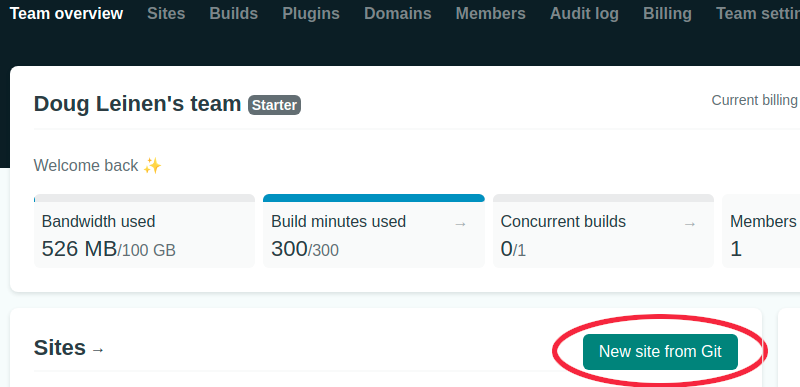 Team overview Sites Builds Plugins Domains Members Audit log Billing Team
Doug Leinen's team Starter
Current billing
Welcome back ✨
Bandwidth used Build minutes used → Concurrent builds → Members
526 MB/100 GB 300/300 0/1 1
Sites → New site from Git